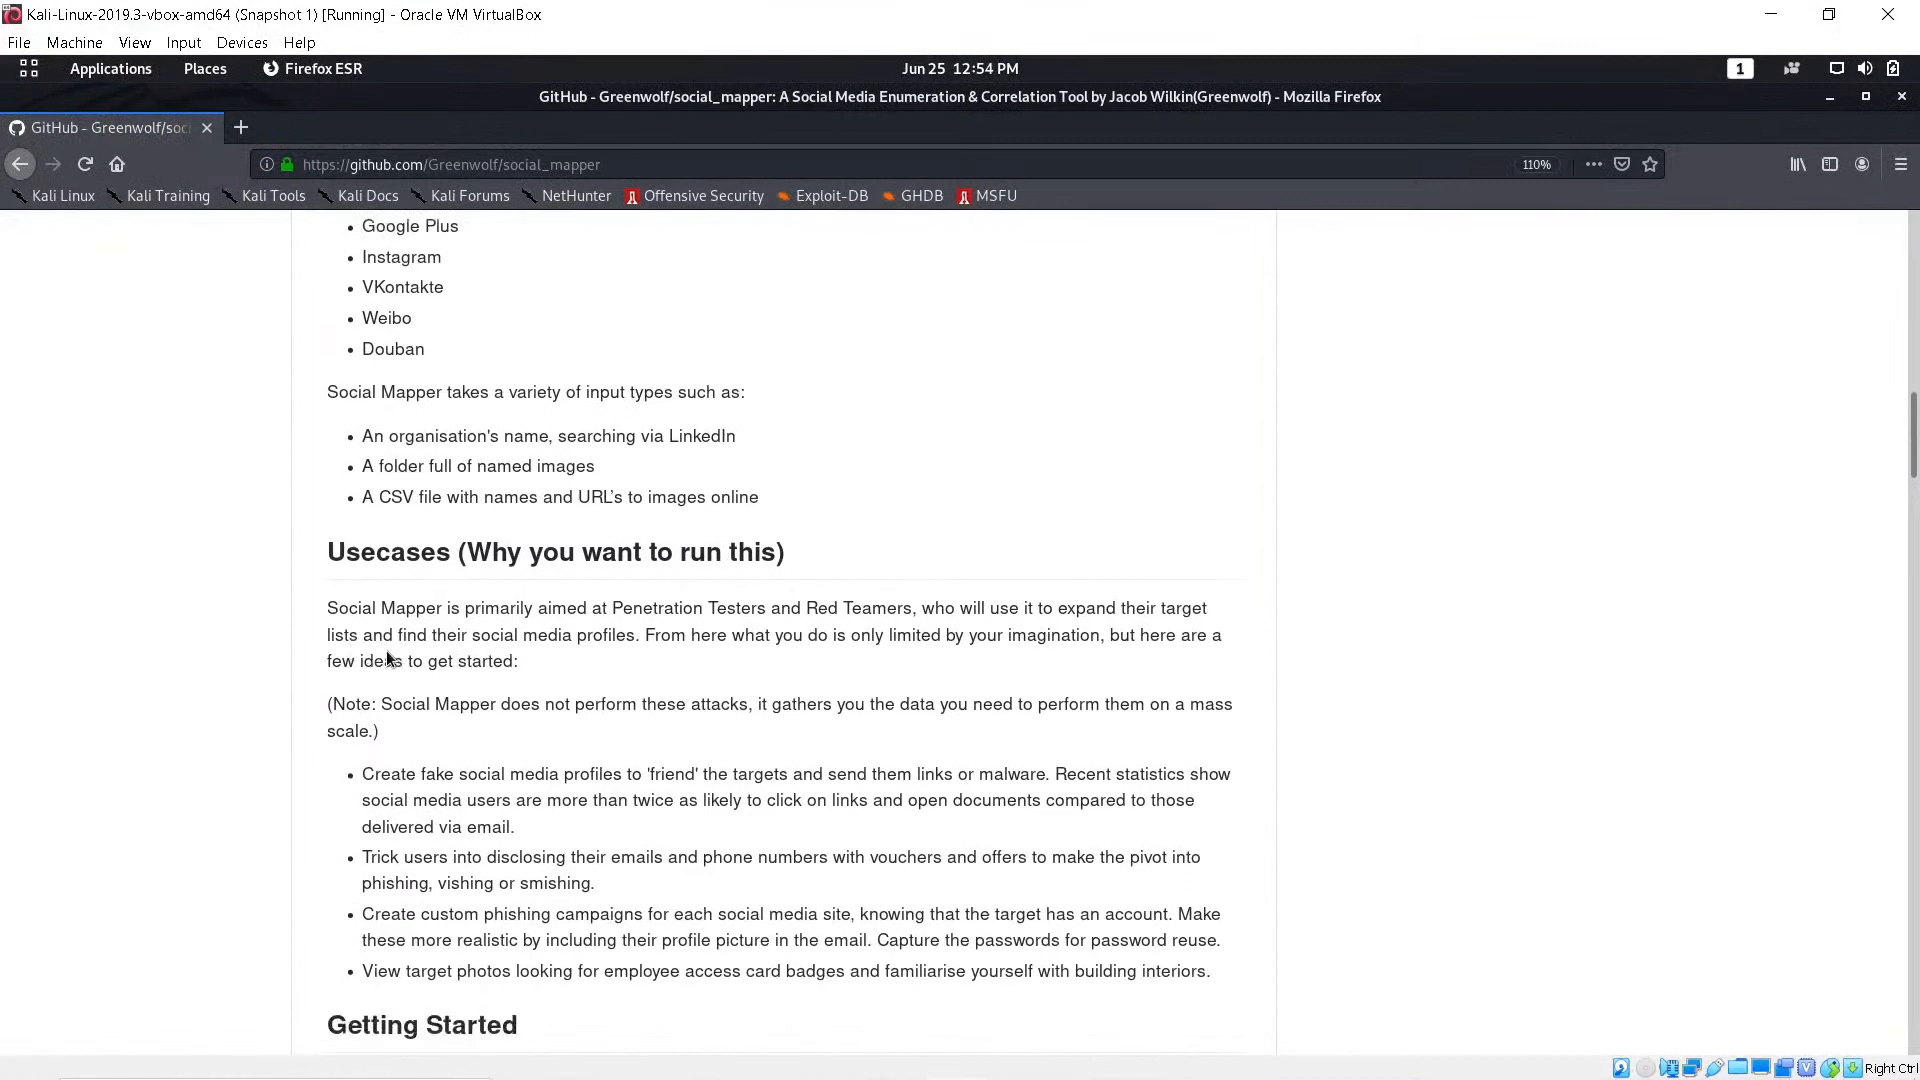 Kali-Linux-2019.3-vbox-amd64 (Snapshot 1) [Running] - Oracle VM VirtualBox
File Machine View Input Devices Help
Applications Places Firefox ESR Jun 25 12:54 PM 1
GitHub - Greenwolf/social_mapper: A Social Media Enumeration & Correlation Tool by Jacob Wilkin(Greenwolf) - Mozilla Firefox
GitHub - Greenwolf/soc
https://github.com/Greenwolf/social_mapper 110%
Kali Linux Kali Training Kali Tools Kali Docs Kali Forums NetHunter Offensive Security Exploit-DB GHDB MSFU
• Google Plus
• Instagram
• VKontakte
• Weibo
• Douban
Social Mapper takes a variety of input types such as:
• An organisation's name, searching via LinkedIn
• A folder full of named images
• A CSV file with names and URL's to images online
Usecases (Why you want to run this)
Social Mapper is primarily aimed at Penetration Testers and Red Teamers, who will use it to expand their target
lists and find their social media profiles. From here what you do is only limited by your imagination, but here are a
few ideas to get started:
(Note: Social Mapper does not perform these attacks, it gathers you the data you need to perform them on a mass
scale.)
• Create fake social media profiles to 'friend' the targets and send them links or malware. Recent statistics show
social media users are more than twice as likely to click on links and open documents compared to those
delivered via email.
• Trick users into disclosing their emails and phone numbers with vouchers and offers to make the pivot into
phishing, vishing or smishing.
• Create custom phishing campaigns for each social media site, knowing that the target has an account. Make
these more realistic by including their profile picture in the email. Capture the passwords for password reuse.
• View target photos looking for employee access card badges and familiarise yourself with building interiors.
Getting Started
Right Ctrl